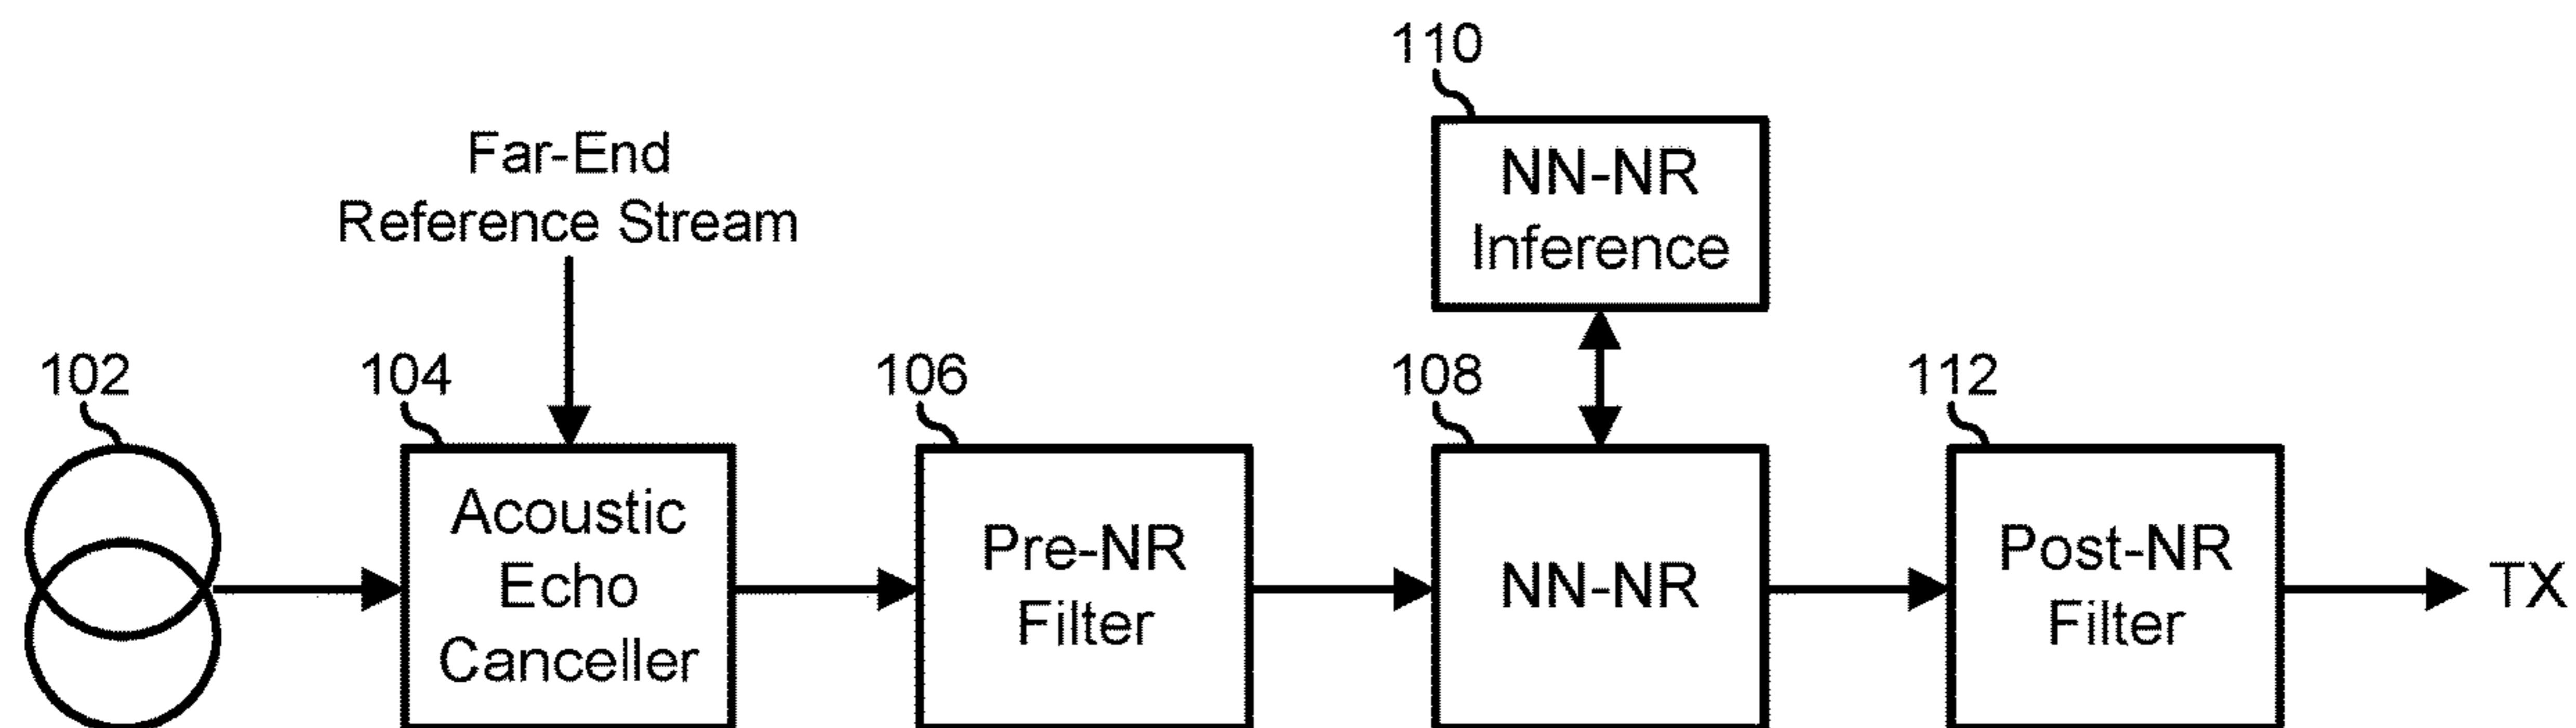 110
Far-End
Reference Stream
NN-NR
Inference
102
104
106
108
112
Acoustic
Echo
Canceller
Pre-NR
Filter
NN-NR
Post-NR
Filter
TX